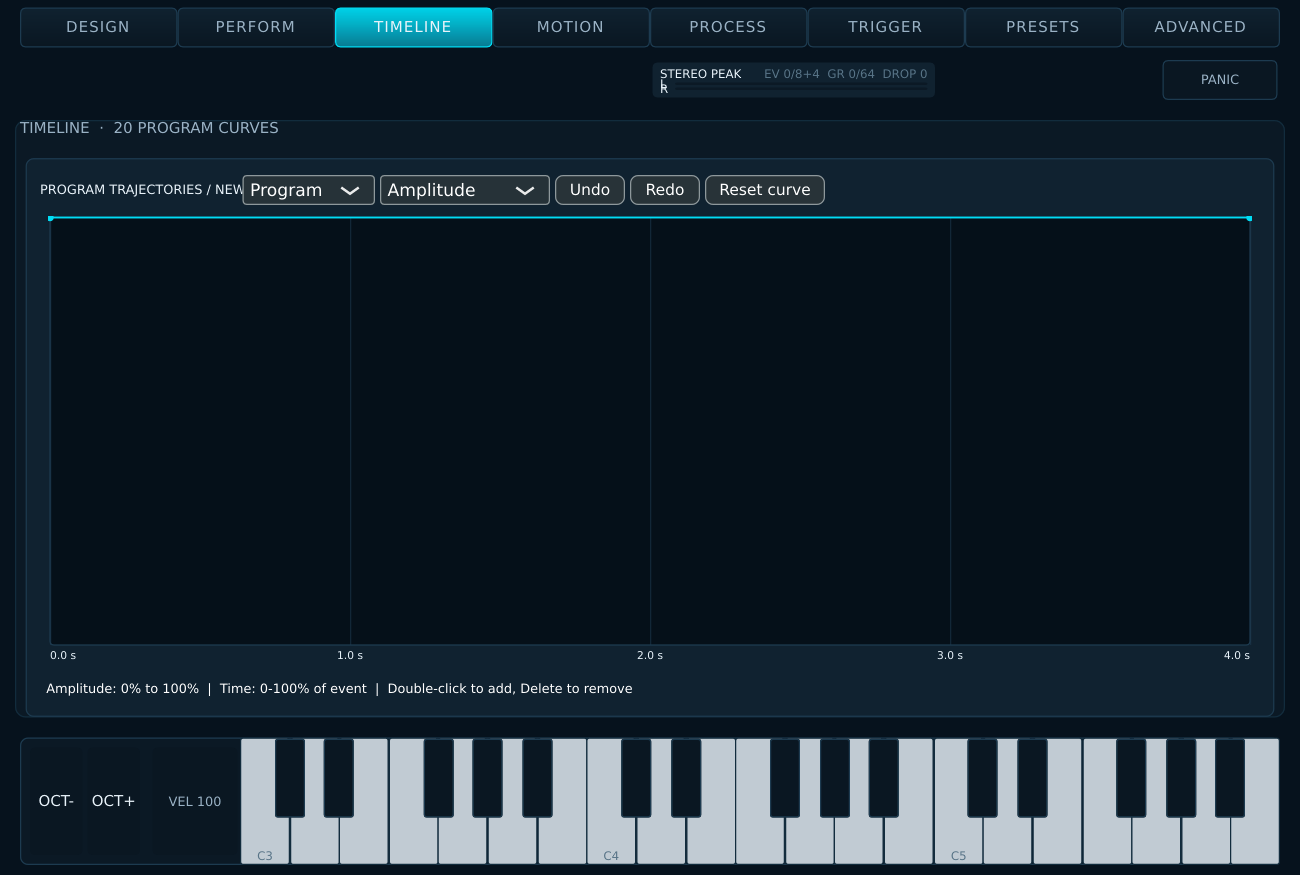 DESIGN PERFORM TIMELINE MOTION PROCESS TRIGGER PRESETS ADVANCED
STEREO PEAK EV 0/8+4 GR 0/64 DROP 0
L
R
PANIC
TIMELINE · 20 PROGRAM CURVES
PROGRAM TRAJECTORIES / NEW Program Amplitude Undo Redo Reset curve
0.0 s 1.0 s 2.0 s 3.0 s 4.0 s
Amplitude: 0% to 100% | Time: 0-100% of event | Double-click to add, Delete to remove
OCT- OCT+ VEL 100
C3 C4 C5